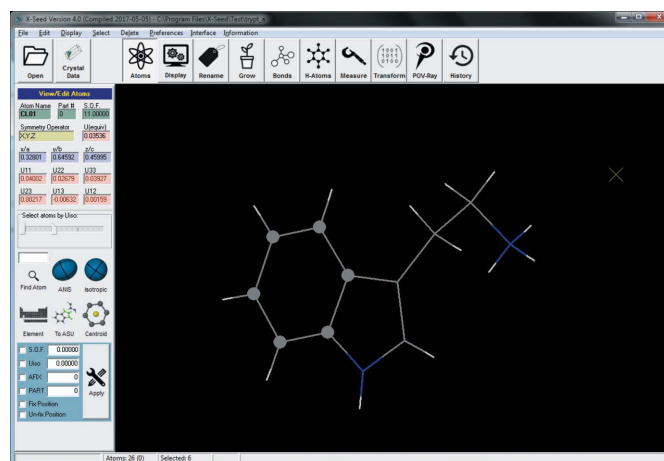 X-Seed Version 4.0 (Compiled 2017-05-05) - C:\Program Files\X-Seed\Test\trypt_a
File Edit Display Select Delete Preferences Interface Information
Open
Crystal
Data
Atoms Display Rename Grow Bonds H-Atoms Measure Transform POV-Ray History
View/Edit Atoms
Atom Name Part # S.O.F.
CL01 0 11.00000
Symmetry Operator U(equiv)
X,Y,Z 0.03536
x/a y/b z/c
0.32801 0.64592 0.45995
U11 U22 U33
0.04002 0.02679 0.03927
U23 U13 U12
0.00217 -0.00632 0.00159
Select atoms by Uiso:
Find Atom ANIS Isotropic
Element To ASU Centroid
S.O.F. 0.00000
Uiso 0.00000
AFIX 0
PART 0
Apply
Fix Position
Un-fix Position
Atoms: 26 (0) Selected: 6